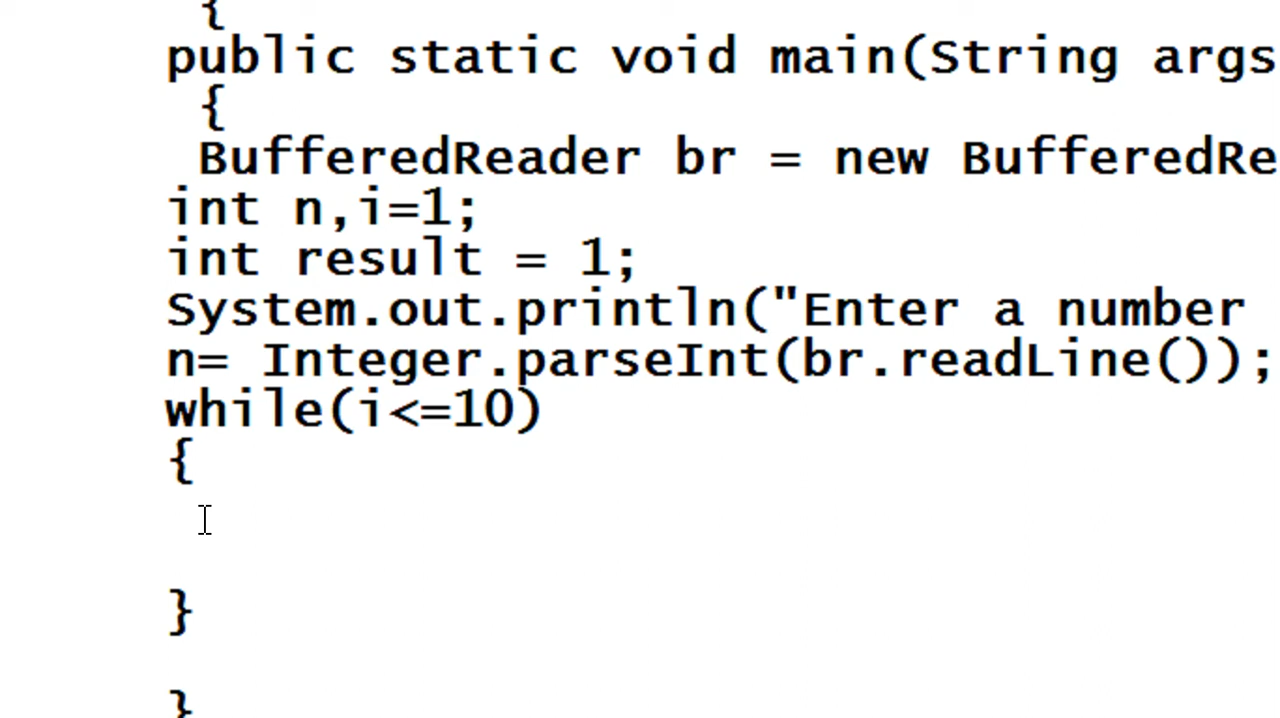 {
public static void main(String args
{
BufferedReader br = new BufferedRe
int n,i=1;
int result = 1;
System.out.println("Enter a number
n= Integer.parseInt(br.readLine());
while(i<=10)
{
}
}